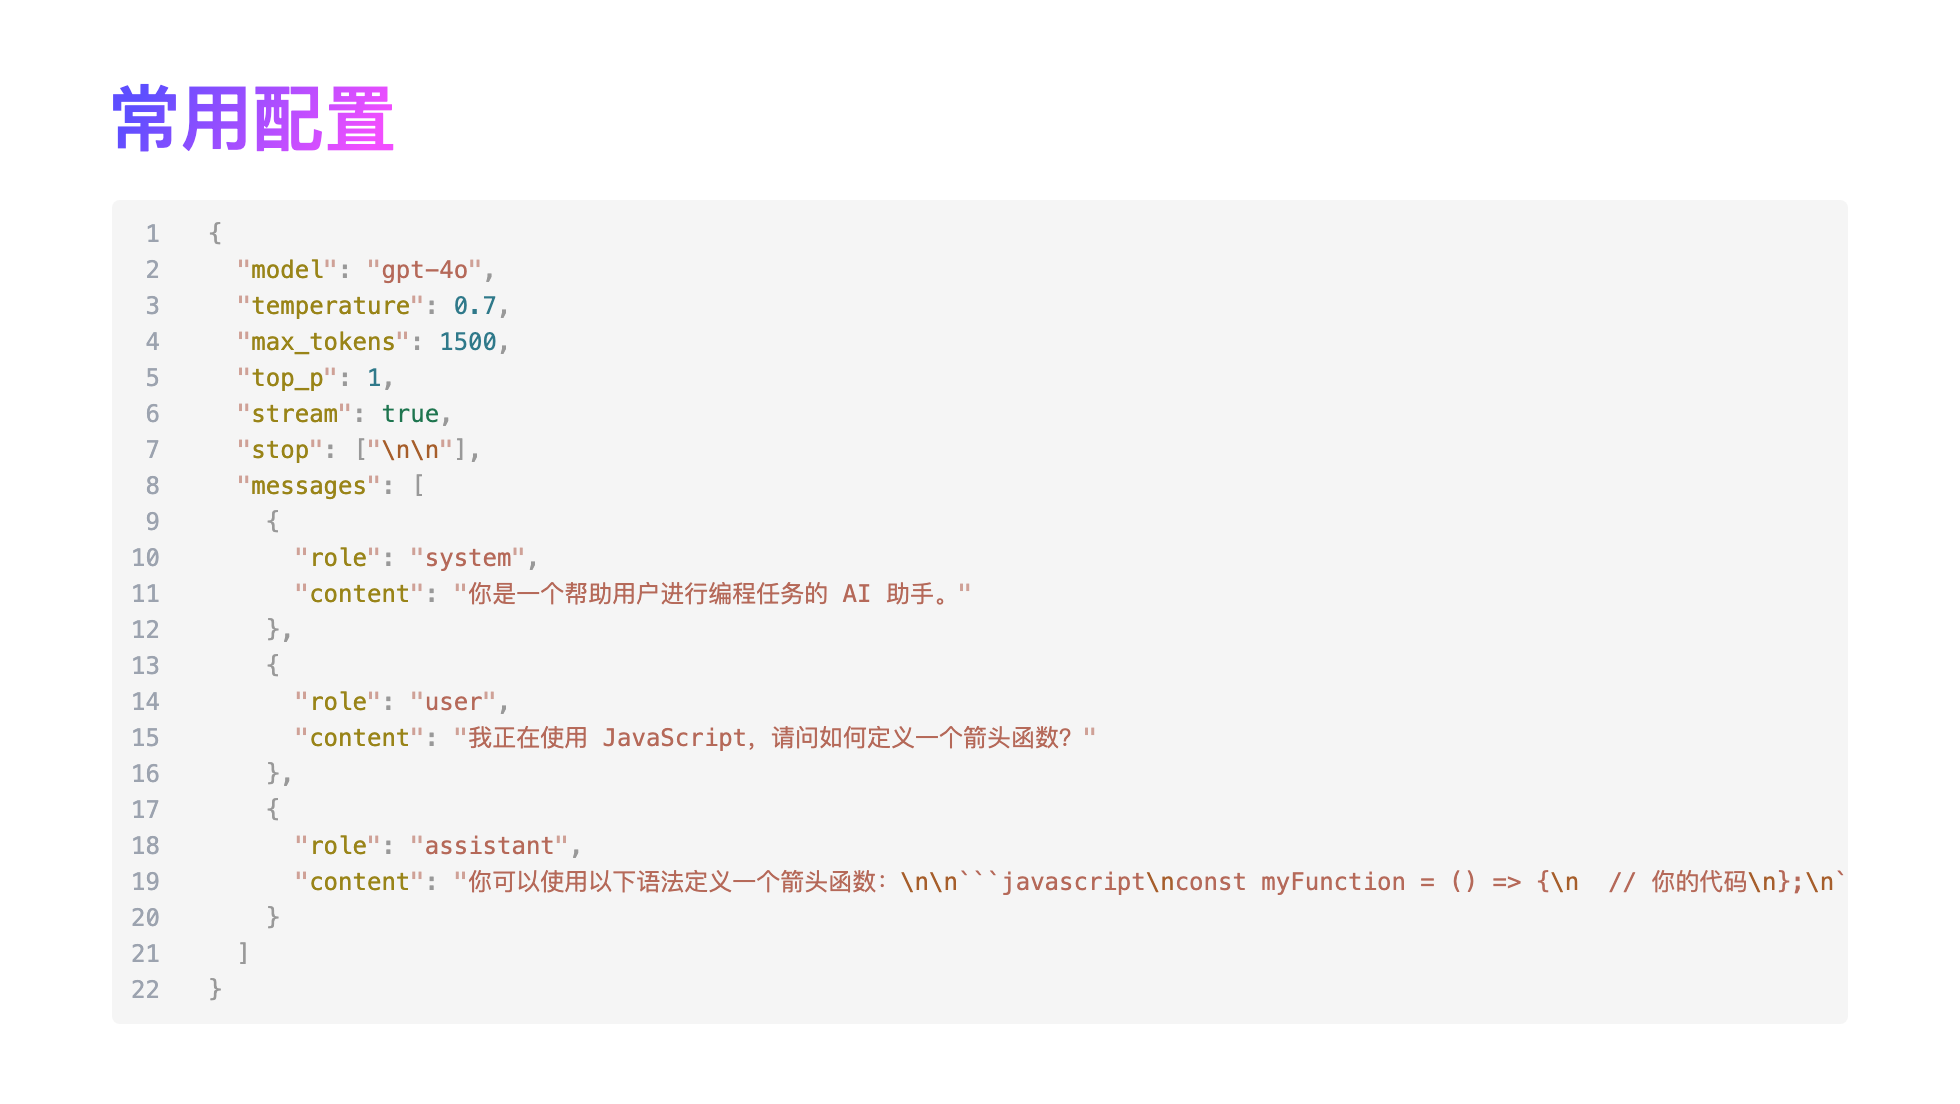 常用配置
1 {
2   "model": "gpt-4o",
3   "temperature": 0.7,
4   "max_tokens": 1500,
5   "top_p": 1,
6   "stream": true,
7   "stop": ["\n\n"],
8   "messages": [
9     {
10       "role": "system",
11       "content": "你是一个帮助用户进行编程任务的 AI 助手。"
12     },
13     {
14       "role": "user",
15       "content": "我正在使用 JavaScript，请问如何定义一个箭头函数？"
16     },
17     {
18       "role": "assistant",
19       "content": "你可以使用以下语法定义一个箭头函数：\n\n```javascript\nconst myFunction = () => {\n  // 你的代码\n};\n`
20     }
21   ]
22 }